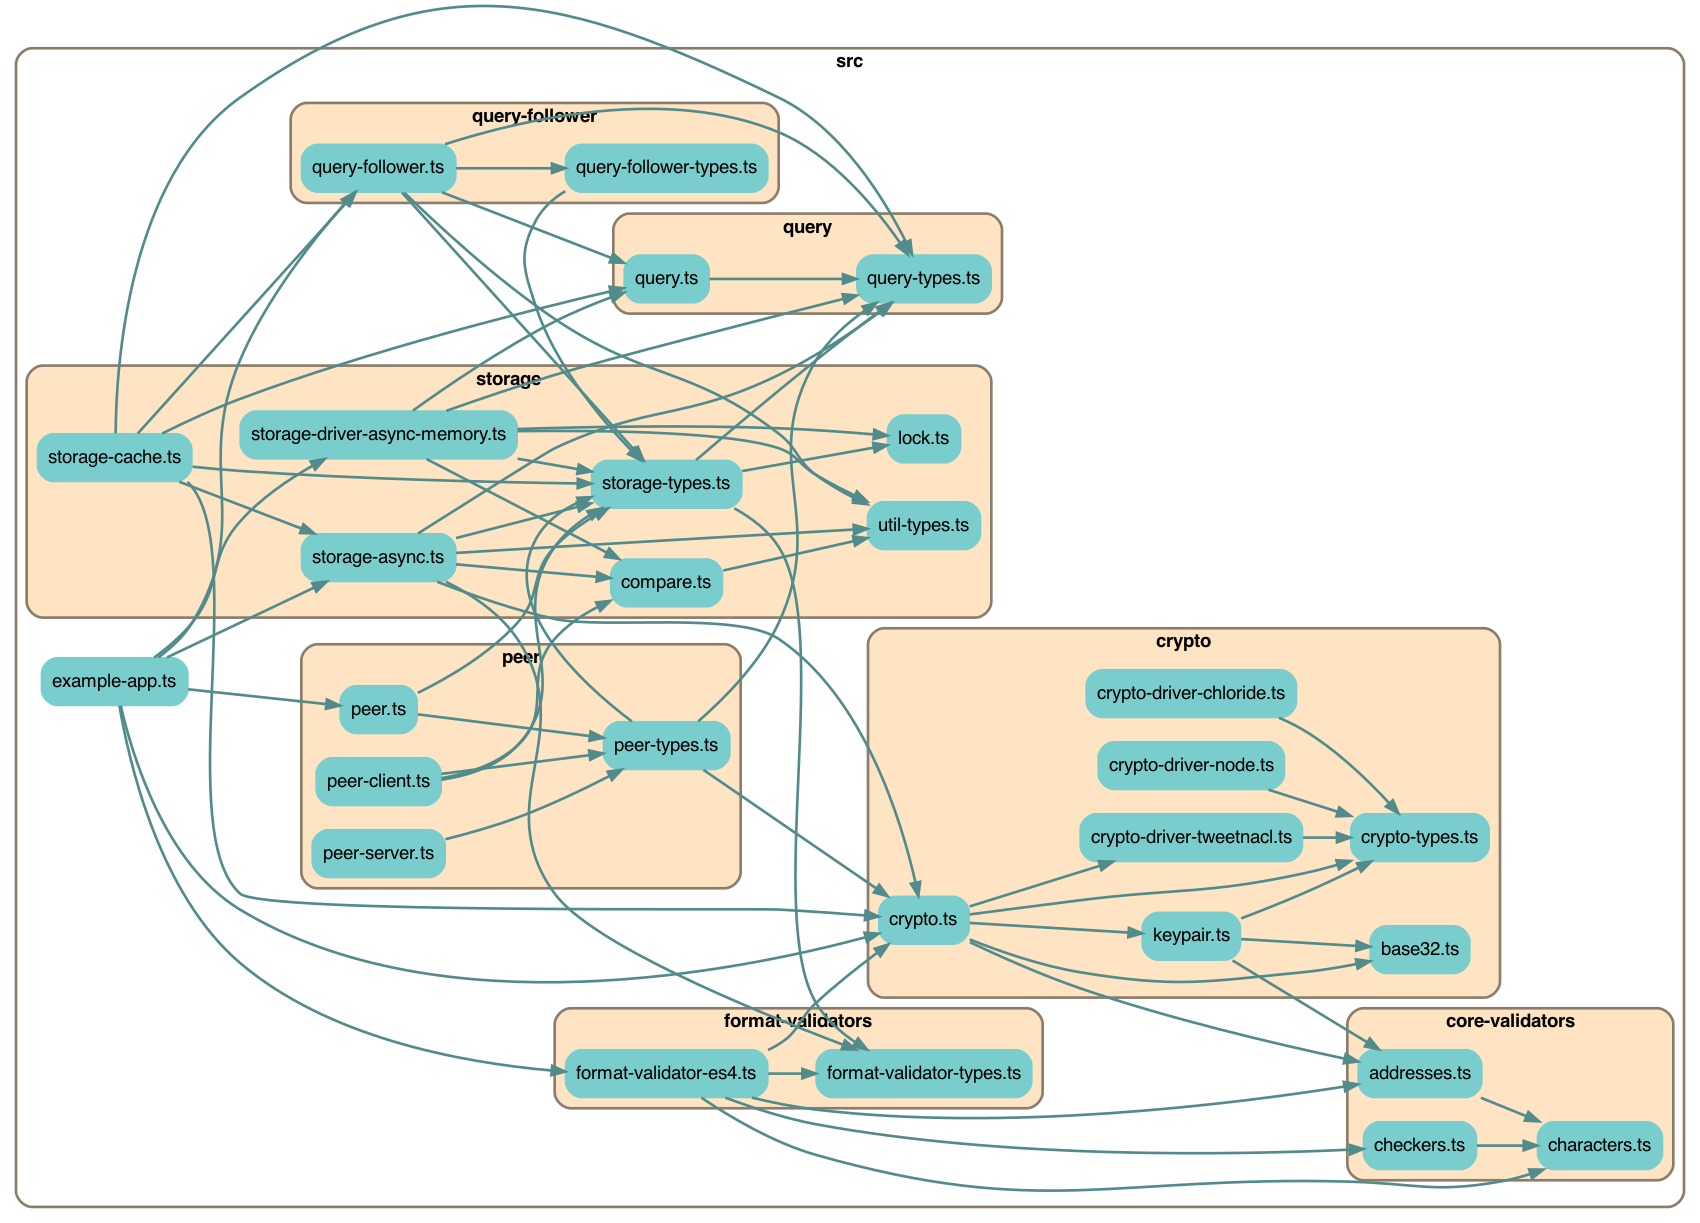 src
query-follower
query-follower.ts
query-follower-types.ts
query
query.ts
query-types.ts
storage
storage-driver-async-memory.ts
lock.ts
storage-cache.ts
storage-types.ts
util-types.ts
storage-async.ts
compare.ts
example-app.ts
peer
peer.ts
peer-types.ts
peer-client.ts
peer-server.ts
crypto
crypto-driver-chloride.ts
crypto-driver-node.ts
crypto-driver-tweetnacl.ts
crypto-types.ts
crypto.ts
keypair.ts
base32.ts
format-validators
format-validator-es4.ts
format-validator-types.ts
core-validators
addresses.ts
checkers.ts
characters.ts